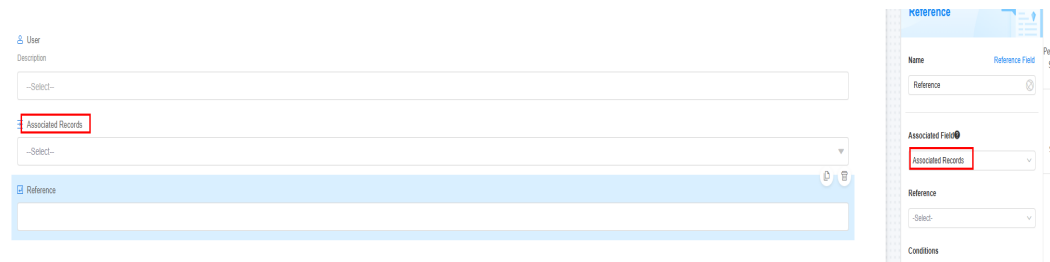 User
Description
--Select--
Associated Records
--Select--
Reference
Reference
Name
Reference Field
Reference
Associated Field
Associated Records
Reference
-Select-
Conditions